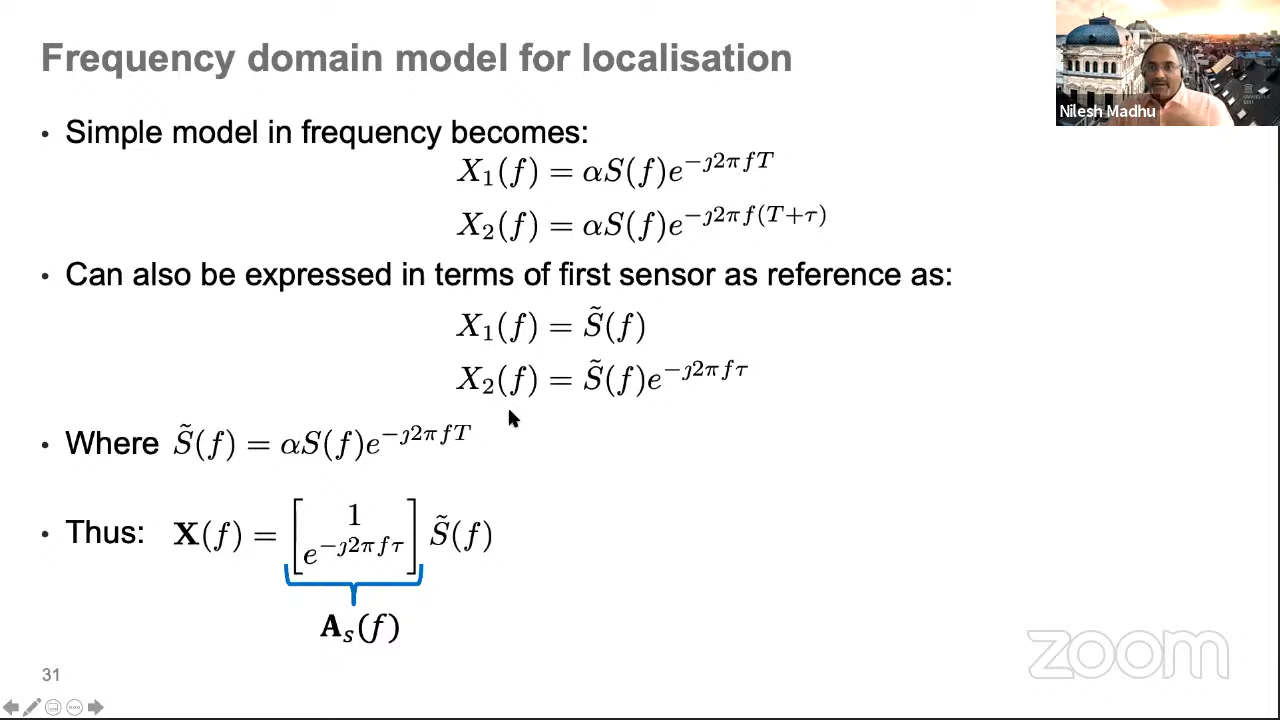 Frequency domain model for localisation
Nilesh Madhu
• Simple model in frequency becomes:
X₁(f) = αS(f)e^{−ȷ2πfT}
X₂(f) = αS(f)e^{−ȷ2πf(T+τ)}
• Can also be expressed in terms of first sensor as reference as:
X₁(f) = S̃(f)
X₂(f) = S̃(f)e^{−ȷ2πfτ}
• Where S̃(f) = αS(f)e^{−ȷ2πfT}
• Thus: X(f) = [1; e^{−ȷ2πfτ}] S̃(f)
Aₛ(f)
31
zoom